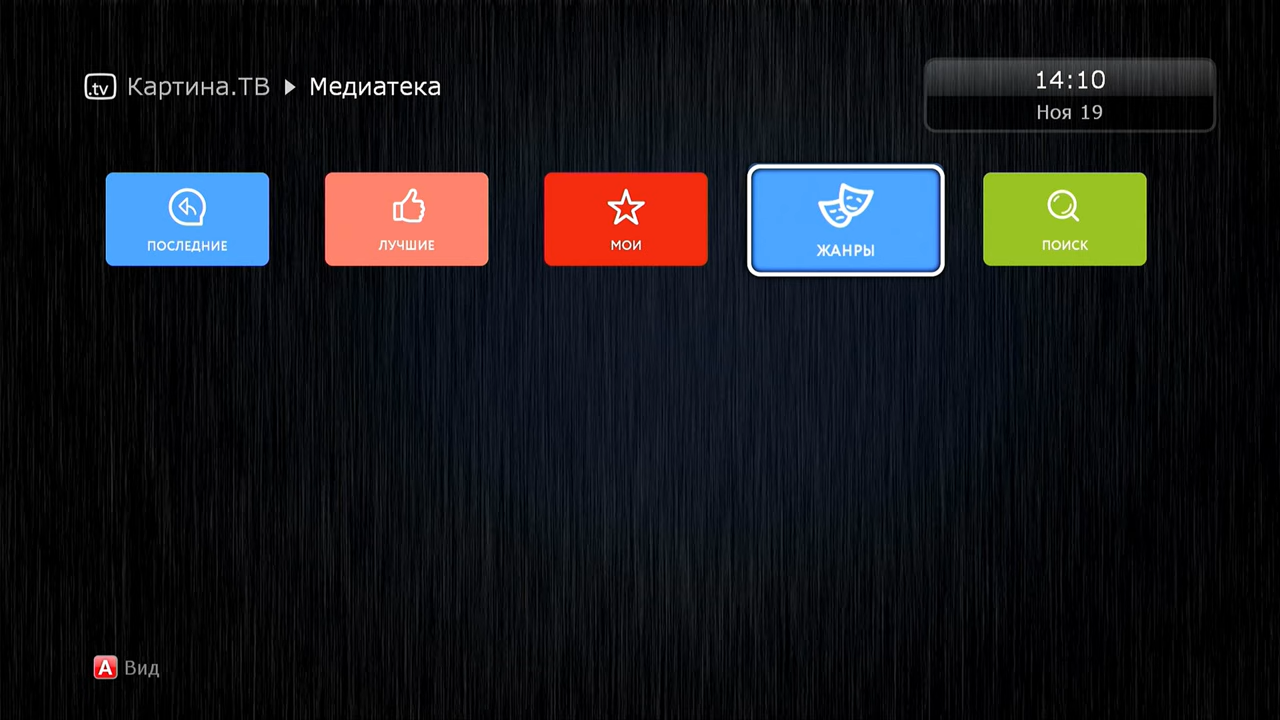 .tv Картина.ТВ ▶ Медиатека
14:10
Ноя 19
ПОСЛЕДНИЕ
ЛУЧШИЕ
МОИ
ЖАНРЫ
ПОИСК
A Вид